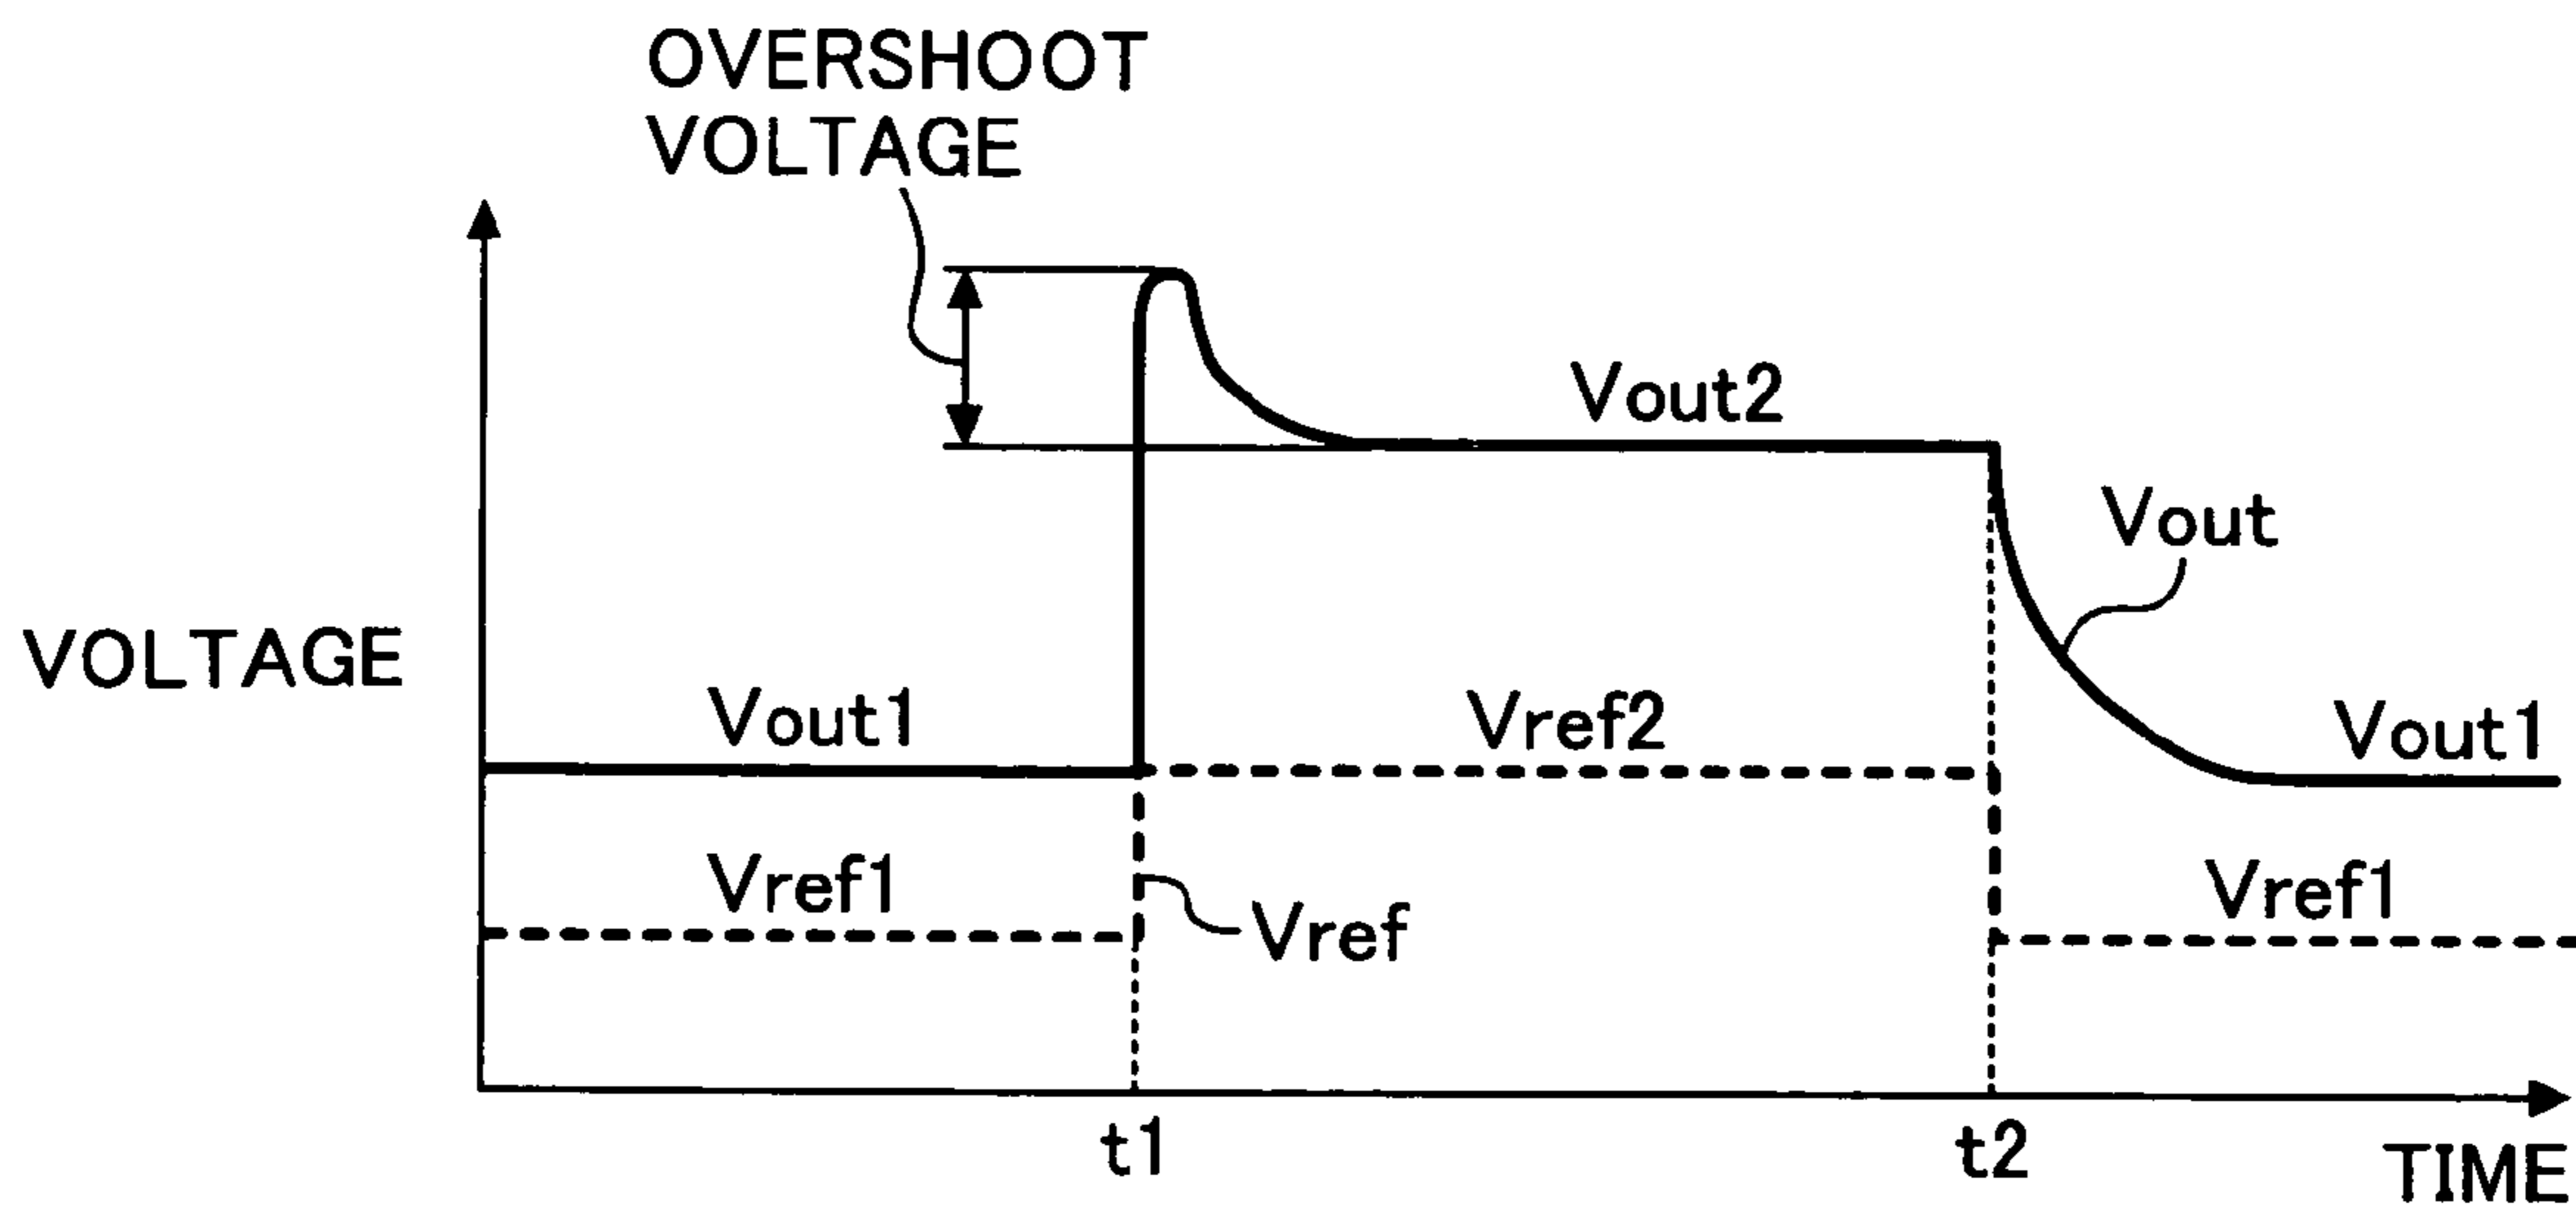 OVERSHOOT
VOLTAGE
Vout2
Vout
VOLTAGE
Vout1
Vref2
Vout1
Vref1
Vref
Vref1
t1
t2
TIME